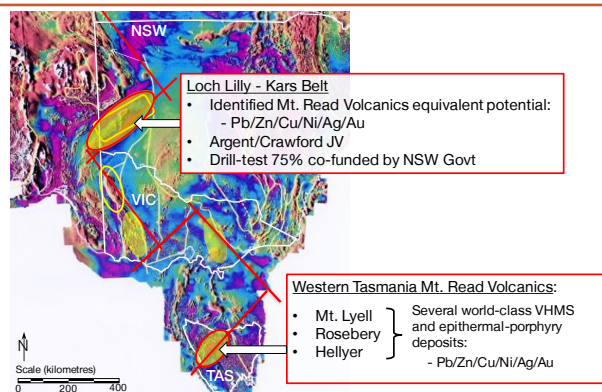 NSW
Loch Lilly - Kars Belt
• Identified Mt. Read Volcanics equivalent potential:
- Pb/Zn/Cu/Ni/Ag/Au
• Argent/Crawford JV
• Drill-test 75% co-funded by NSW Govt
VIC
Western Tasmania Mt. Read Volcanics:
• Mt. Lyell
• Rosebery
• Hellyer
Several world-class VHMS
and epithermal-porphyry
deposits:
- Pb/Zn/Cu/Ni/Ag/Au
N
Scale (kilometres)
0 200 400
TAS